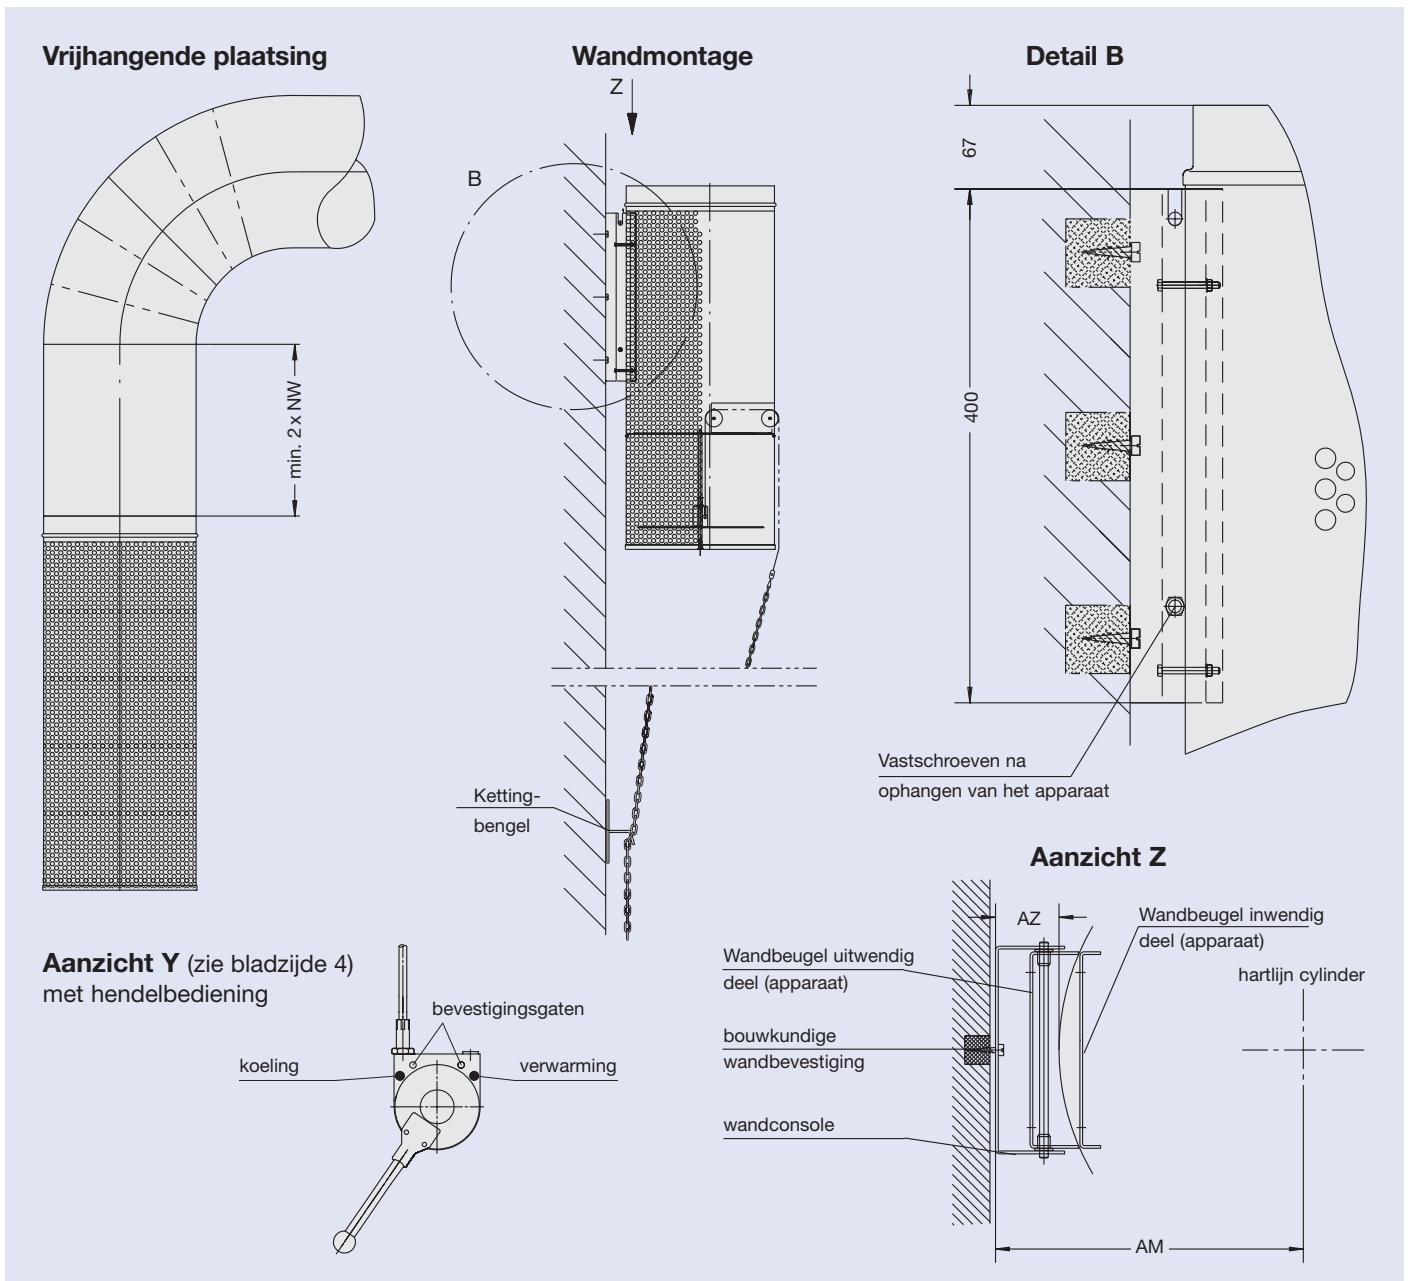 Vrijhangende plaatsing
min. 2 x NW
Wandmontage
Z
B
Ketting-
bengel
Detail B
67
400
Vastschroeven na
ophangen van het apparaat
Aanzicht Y (zie bladzijde 4)
met hendelbediening
bevestigingsgaten
koeling
verwarming
Aanzicht Z
AZ
Wandbeugel inwendig
deel (apparaat)
Wandbeugel uitwendig
deel (apparaat)
hartlijn cylinder
bouwkundige
wandbevestiging
wandconsole
AM